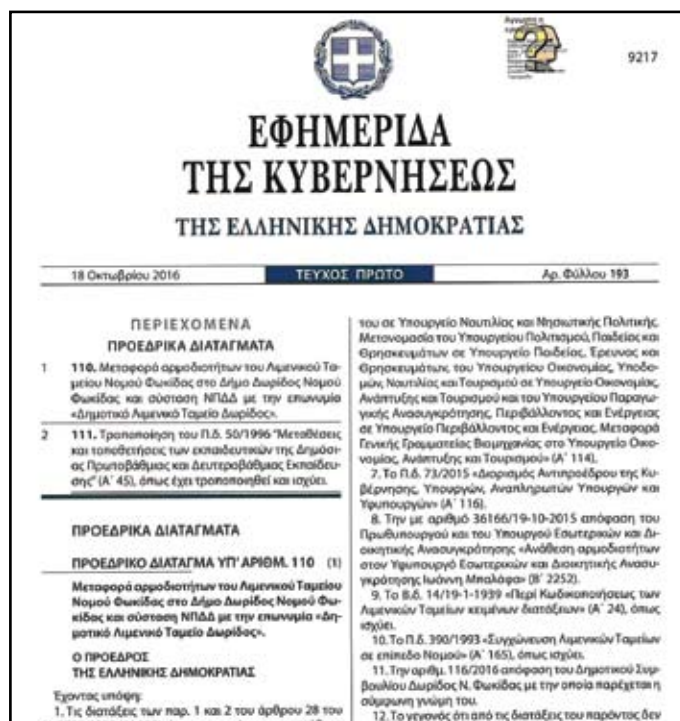 9217
ΕΦΗΜΕΡΙΔΑ
ΤΗΣ ΚΥΒΕΡΝΗΣΕΩΣ
ΤΗΣ ΕΛΛΗΝΙΚΗΣ ΔΗΜΟΚΡΑΤΙΑΣ
18 Οκτωβρίου 2016 ΤΕΥΧΟΣ ΠΡΩΤΟ Αρ. Φύλλου 193
ΠΕΡΙΕΧΟΜΕΝΑ
ΠΡΟΕΔΡΙΚΑ ΔΙΑΤΑΓΜΑΤΑ
1 110. Μεταφορά αρμοδιοτήτων του Λιμενικού Τα-
μείου Νομού Φωκίδας στο Δήμο Δωρίδος Νομού
Φωκίδας και σύσταση ΝΠΔΔ με την επωνυμία
«Δημοτικό Λιμενικό Ταμείο Δωρίδος».
2 111. Τροποποίηση του Π.δ. 50/1996 "Μεταθέσεις
και τοποθετήσεις των εκπαιδευτικών της Δημόσι-
ας Πρωτοβάθμιας και Δευτεροβάθμιας Εκπαίδευ-
σης" (Α΄ 45), όπως έχει τροποποιηθεί και ισχύει.
ΠΡΟΕΔΡΙΚΑ ΔΙΑΤΑΓΜΑΤΑ
ΠΡΟΕΔΡΙΚΟ ΔΙΑΤΑΓΜΑ ΥΠ' ΑΡΙΘΜ. 110 (1)
Μεταφορά αρμοδιοτήτων του Λιμενικού Ταμείου
Νομού Φωκίδας στο Δήμο Δωρίδος Νομού Φω-
κίδας και σύσταση ΝΠΔΔ με την επωνυμία «Δη-
μοτικό Λιμενικό Ταμείο Δωρίδος».
Ο ΠΡΟΕΔΡΟΣ
ΤΗΣ ΕΛΛΗΝΙΚΗΣ ΔΗΜΟΚΡΑΤΙΑΣ
Έχοντας υπόψη:
1. Τις διατάξεις των παρ. 1 και 2 του άρθρου 28 του
του σε Υπουργείο Ναυτιλίας και Νησιωτικής Πολιτικής.
Μετονομασία του Υπουργείου Πολιτισμού, Παιδείας και
Θρησκευμάτων σε Υπουργείο Παιδείας, Έρευνας και
Θρησκευμάτων, του Υπουργείου Οικονομίας, Υποδο-
μών, Ναυτιλίας και Τουρισμού σε Υπουργείο Οικονομίας,
Ανάπτυξης και Τουρισμού και του Υπουργείου Παραγω-
γικής Ανασυγκρότησης, Περιβάλλοντος και Ενέργειας
σε Υπουργείο Περιβάλλοντος και Ενέργειας. Μεταφορά
Γενικής Γραμματείας Βιομηχανίας στο Υπουργείο Οικο-
νομίας, Ανάπτυξης και Τουρισμού» (Α΄ 114).
7. Το Π.δ. 73/2015 «Διορισμός Αντιπροέδρου της Κυ-
βέρνησης, Υπουργών, Αναπληρωτών Υπουργών και
Υφυπουργών» (Α΄ 116).
8. Την με αριθμό 36166/19-10-2015 απόφαση του
Πρωθυπουργού και του Υπουργού Εσωτερικών και Δι-
οικητικής Ανασυγκρότησης «Ανάθεση αρμοδιοτήτων
στον Υφυπουργό Εσωτερικών και Διοικητικής Ανασυ-
γκρότησης Ιωάννη Μπαλάφα» (Β΄ 2252).
9. Το Β.δ. 14/19-1-1939 «Περί Κωδικοποιήσεως των
Λιμενικών Ταμείων κειμένων διατάξεων» (Α΄ 24), όπως
ισχύει.
10. Το Π.δ. 390/1993 «Συγχώνευση Λιμενικών Ταμείων
σε επίπεδο Νομού» (Α΄ 165), όπως ισχύει.
11. Την αριθμ. 116/2016 απόφαση του Δημοτικού Συμ-
βουλίου Δωρίδος Ν. Φωκίδας με την οποία παρέχεται η
σύμφωνη γνώμη του.
12. Το γεγονός ότι από τις διατάξεις του παρόντος δεν